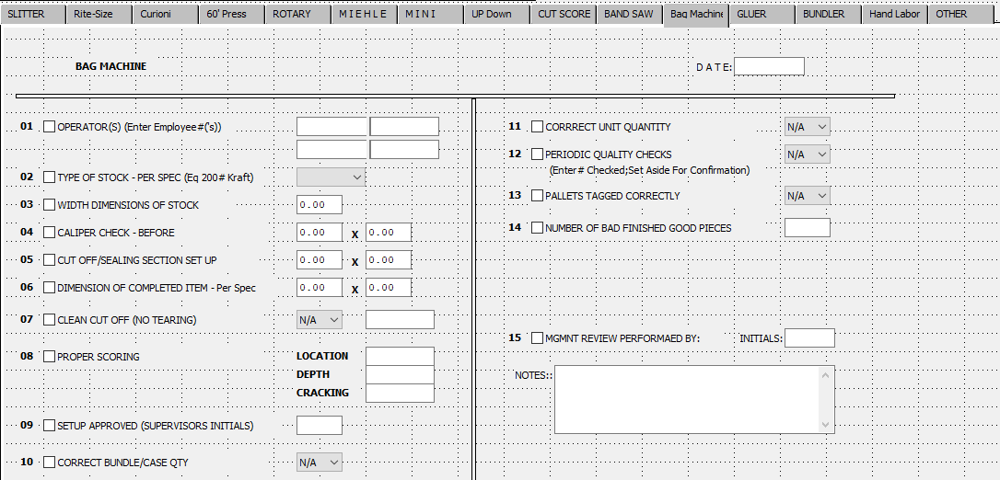 SLITTER Rite-Size Curioni 60' Press ROTARY M I E H L E M I N I UP Down CUT SCORE BAND SAW Bag Machine GLUER BUNDLER Hand Labor OTHER
BAG MACHINE
D A T E:
01 OPERATOR(S) (Enter Employee#('s))
02 TYPE OF STOCK - PER SPEC (Eq 200# Kraft)
03 WIDTH DIMENSIONS OF STOCK 0.00
04 CALIPER CHECK - BEFORE 0.00 X 0.00
05 CUT OFF/SEALING SECTION SET UP 0.00 X 0.00
06 DIMENSION OF COMPLETED ITEM - Per Spec 0.00 X 0.00
07 CLEAN CUT OFF (NO TEARING) N/A
08 PROPER SCORING LOCATION
DEPTH
CRACKING
09 SETUP APPROVED (SUPERVISORS INITIALS)
10 CORRECT BUNDLE/CASE QTY N/A
11 CORRRECT UNIT QUANTITY N/A
12 PERIODIC QUALITY CHECKS N/A
(Enter# Checked;Set Aside For Confirmation)
13 PALLETS TAGGED CORRECTLY N/A
14 NUMBER OF BAD FINISHED GOOD PIECES
15 MGMNT REVIEW PERFORMAED BY: INITIALS:
NOTES::